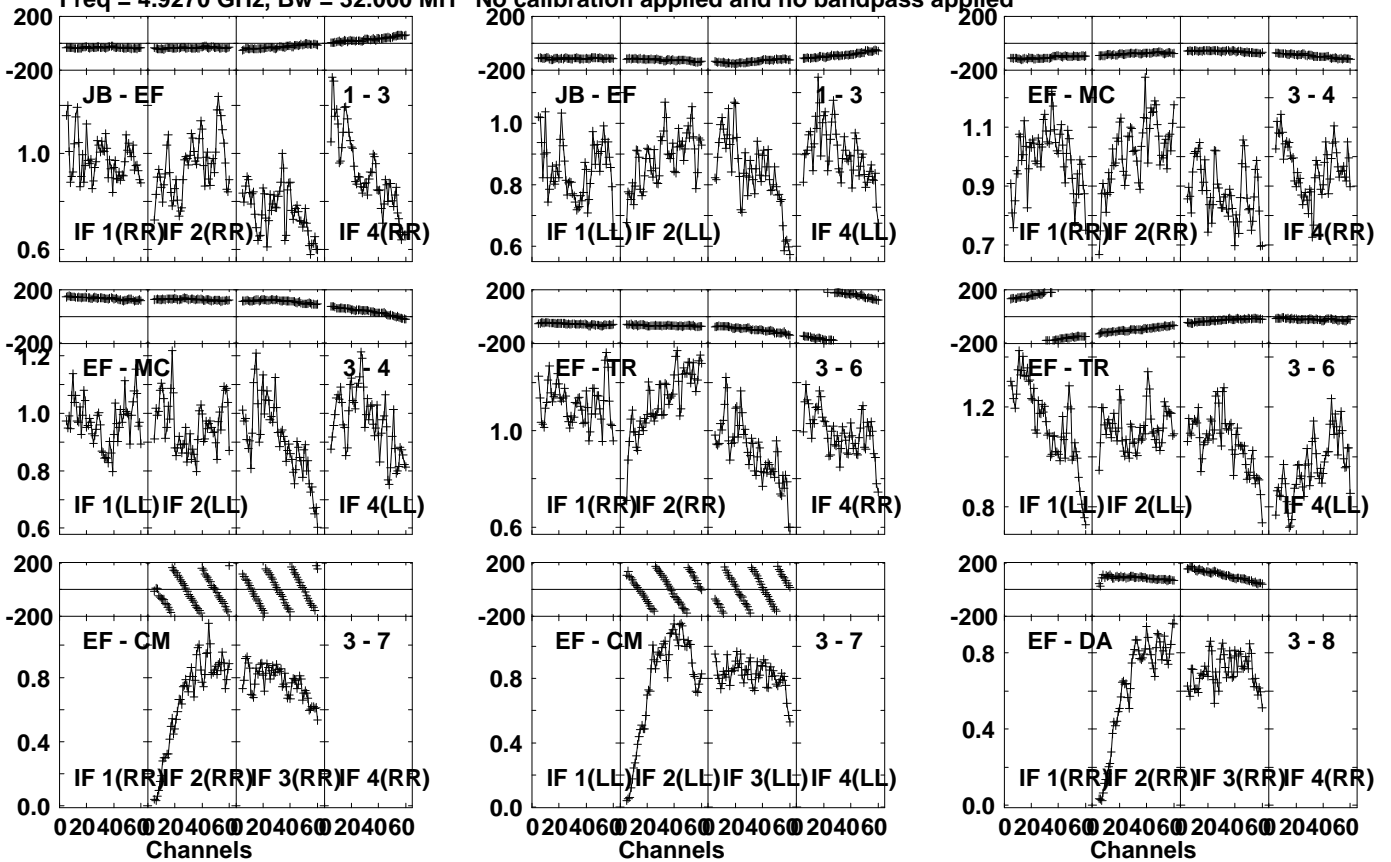 Freq = 4.9270 GHz, Bw = 32.000 MH No calibration applied and no bandpass applied
200
-200
JB - EF 1 - 3
1.0
0.6
IF 1(RR) IF 2(RR) IF 4(RR)
200
-200
JB - EF 1 - 3
1.0
0.8
0.6
IF 1(LL) IF 2(LL) IF 4(LL)
200
-200
EF - MC 3 - 4
1.1
0.9
0.7
IF 1(RR) IF 2(RR) IF 4(RR)
200
-200
1.2
EF - MC 3 - 4
1.0
0.8
0.6
IF 1(LL) IF 2(LL) IF 4(LL)
200
-200
EF - TR 3 - 6
1.0
0.6
IF 1(RR) IF 2(RR) IF 4(RR)
200
-200
EF - TR 3 - 6
1.2
0.8
IF 1(LL) IF 2(LL) IF 4(LL)
200
-200
EF - CM 3 - 7
0.8
0.4
0.0
IF 1(RR) IF 2(RR) IF 3(RR) IF 4(RR)
0 20 40 60 0 20 40 60 0 20 40 60 0 20 40 60
Channels
200
-200
EF - CM 3 - 7
0.8
0.4
0.0
IF 1(LL) IF 2(LL) IF 3(LL) IF 4(LL)
0 20 40 60 0 20 40 60 0 20 40 60 0 20 40 60
Channels
200
-200
EF - DA 3 - 8
0.8
0.4
0.0
IF 1(RR) IF 2(RR) IF 3(RR) IF 4(RR)
0 20 40 60 0 20 40 60 0 20 40 60 0 20 40 60
Channels